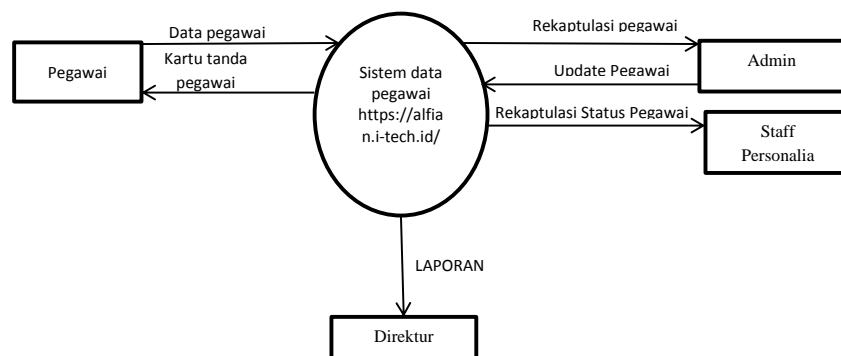 Data pegawai
Kartu tanda
pegawai
Pegawai
Sistem data
pegawai
https://alfia
n.i-tech.id/
Rekaptulasi pegawai
Update Pegawai
Rekaptulasi Status Pegawai
Admin
Staff
Personalia
LAPORAN
Direktur